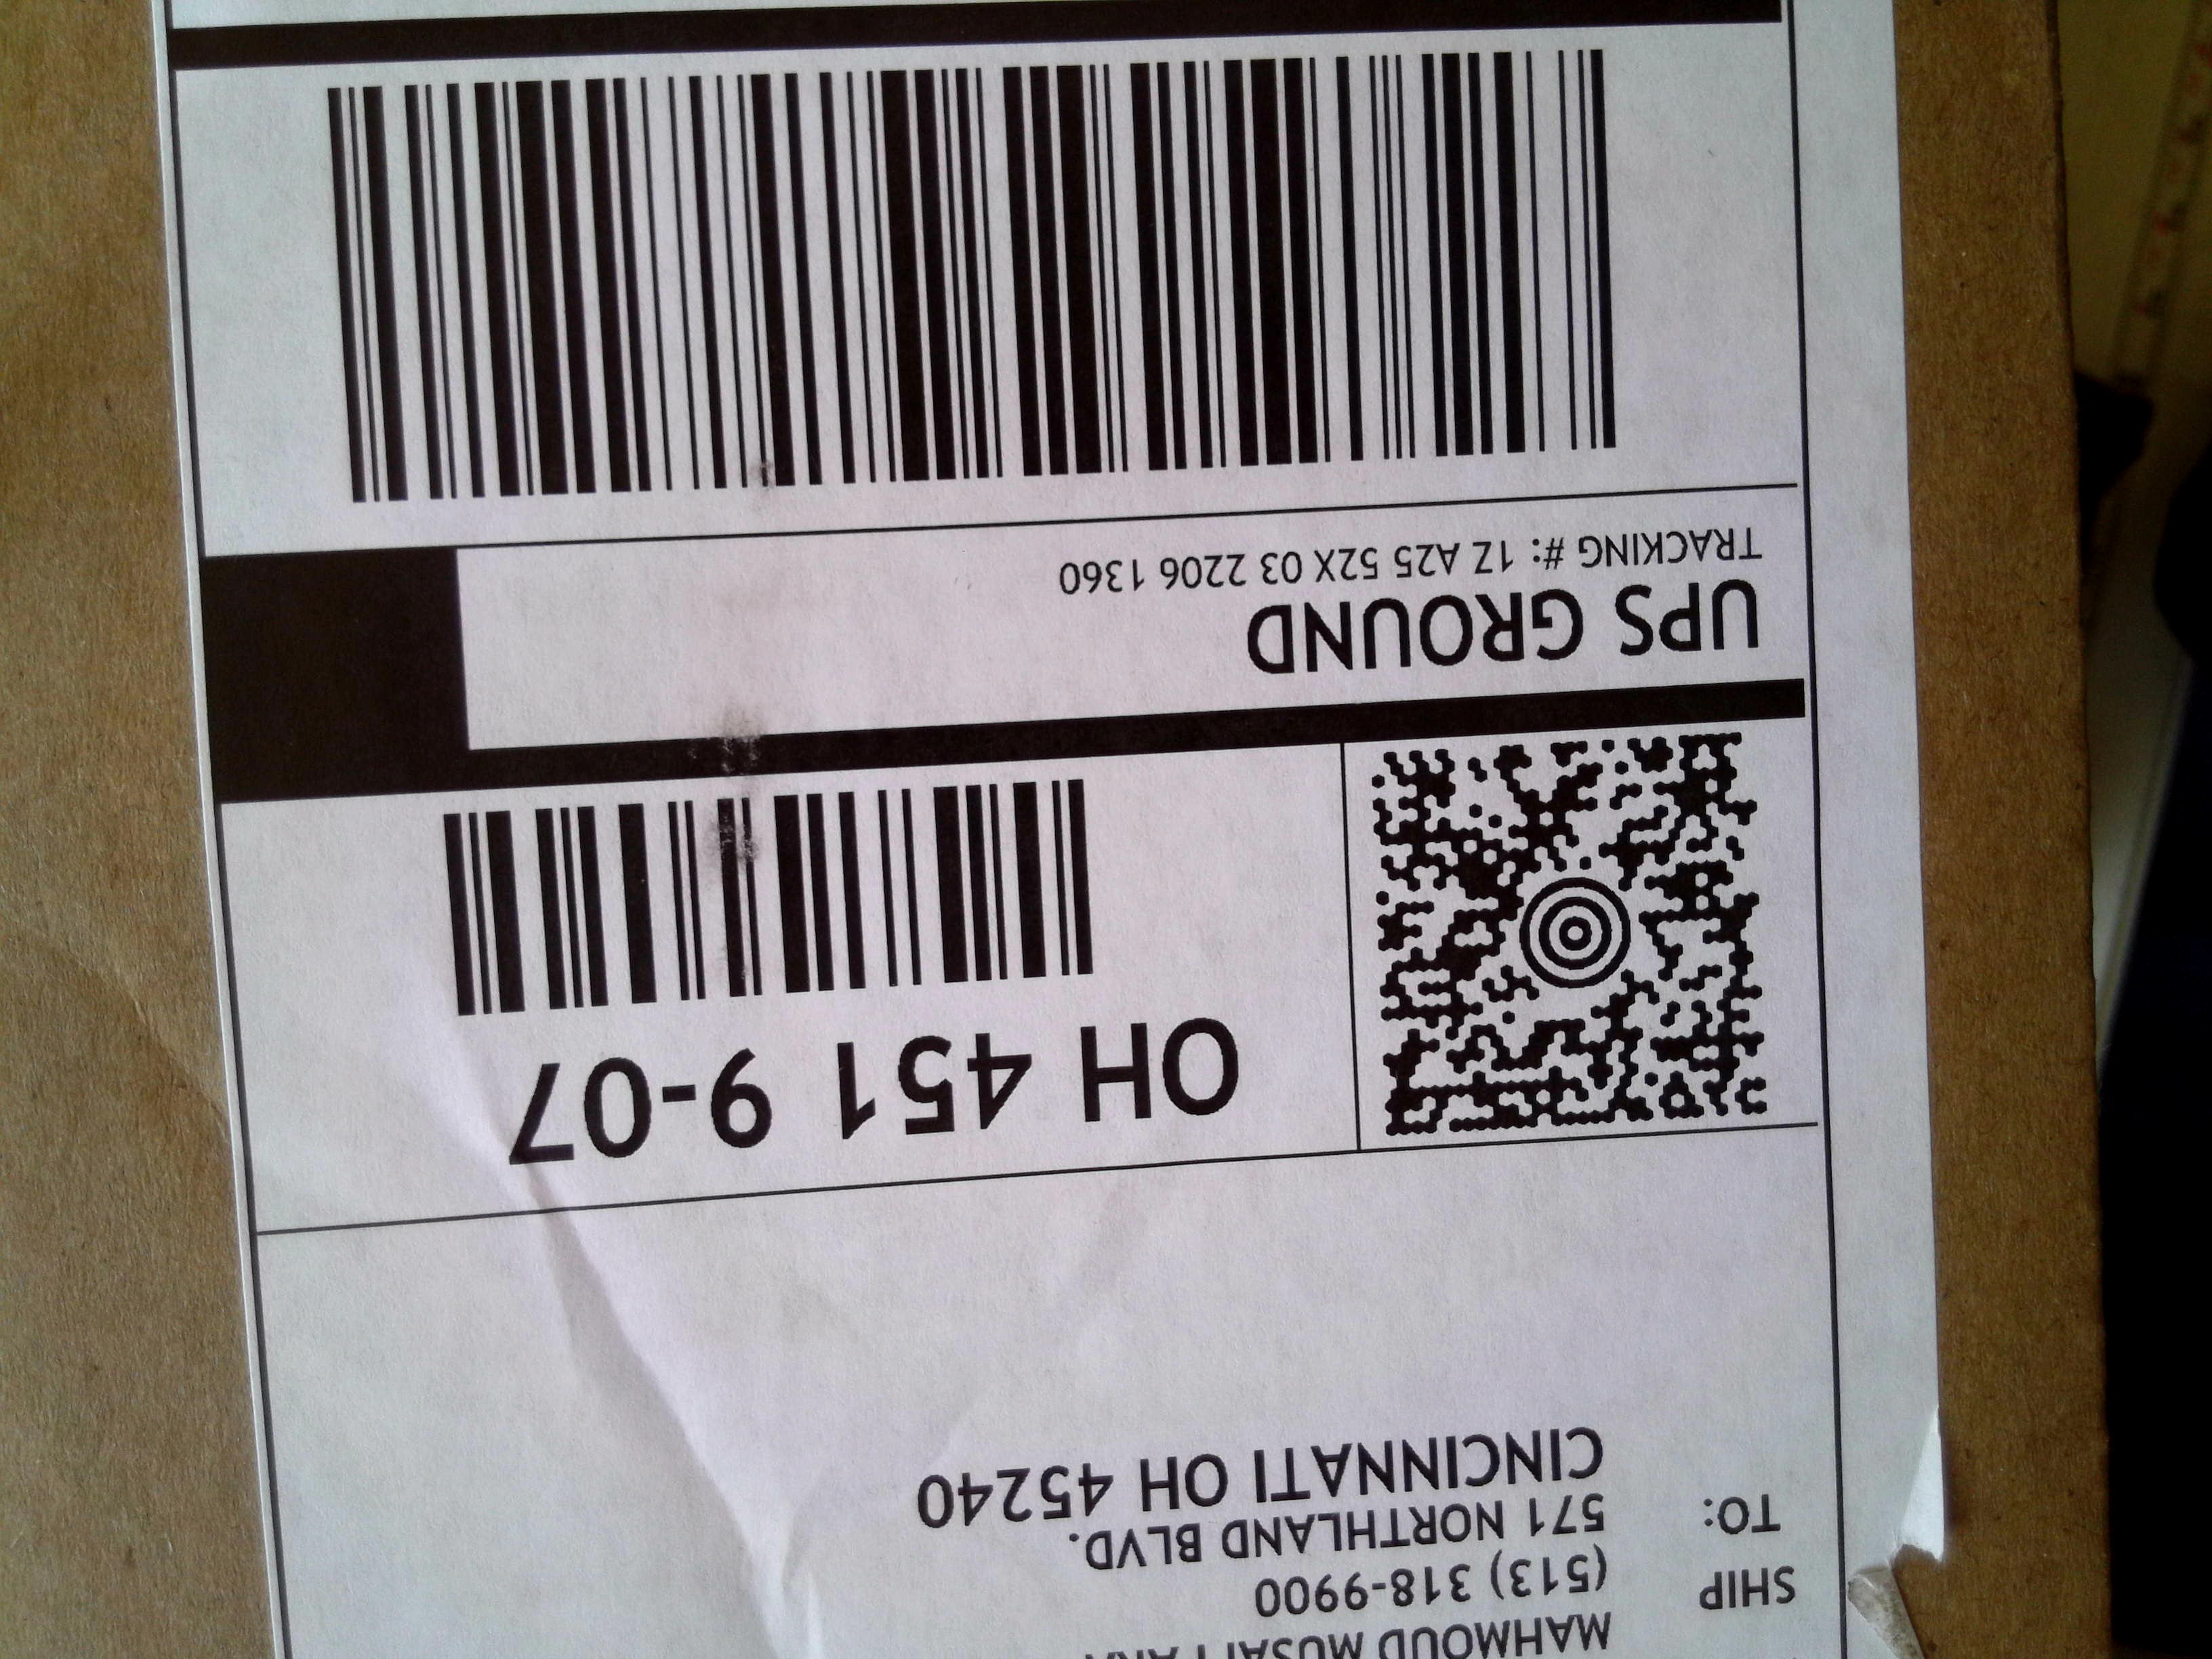 MAHMOUD
(513) 318-9900
571 NORTHLAND BLVD.
CINCINNATI OH 45240
SHIP
TO:
OH 451 9-07
UPS GROUND
TRACKING #: 1Z A25 52X 03 2206 1360